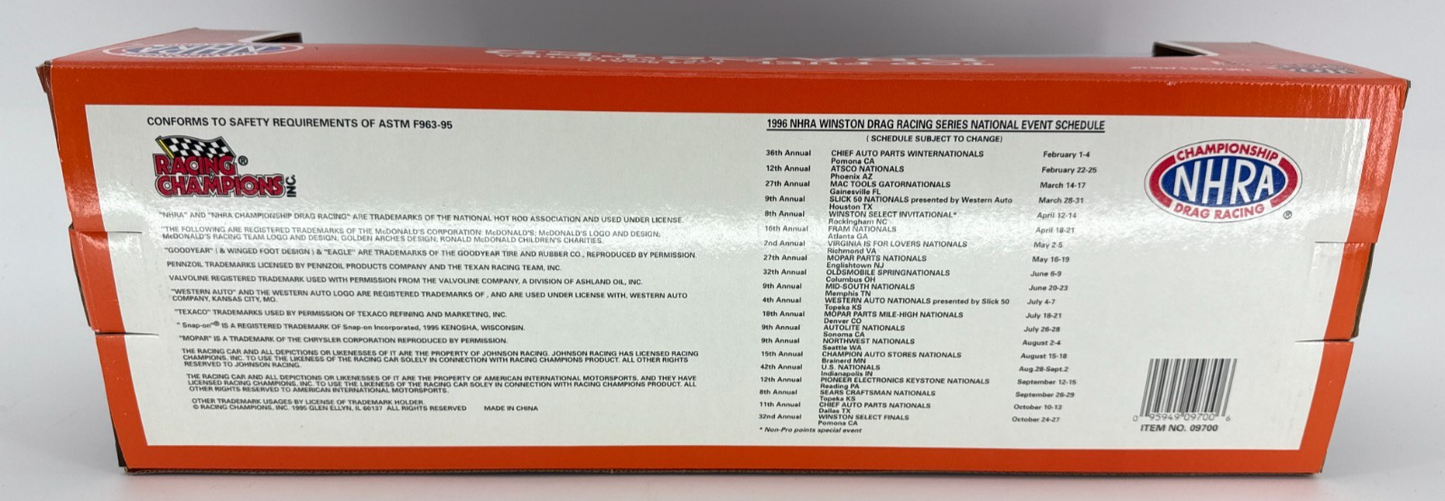 NHRA
CONFORMS TO SAFETY REQUIREMENTS OF ASTM F963-95
RACING ®
CHAMPIONS INC.
"NHRA" AND "NHRA CHAMPIONSHIP DRAG RACING" ARE TRADEMARKS OF THE NATIONAL HOT ROD ASSOCIATION AND USED UNDER LICENSE.
"THE FOLLOWING ARE REGISTERED TRADEMARKS OF THE McDONALD'S CORPORATION: McDONALD'S; McDONALD'S LOGO AND DESIGN;
McDONALD'S RACING TEAM LOGO AND DESIGN; GOLDEN ARCHES DESIGN; RONALD McDONALD CHILDREN'S CHARITIES.
"GOODYEAR" ( & WINGED FOOT DESIGN ) & "EAGLE" ARE TRADEMARKS OF THE GOODYEAR TIRE AND RUBBER CO., REPRODUCED BY PERMISSION
PENNZOIL TRADEMARKS LICENSED BY PENNZOIL PRODUCTS COMPANY AND THE TEXAN RACING TEAM, INC.
VALVOLINE REGISTERED TRADEMARK USED WITH PERMISSION FROM THE VALVOLINE COMPANY, A DIVISION OF ASHLAND OIL, INC.
"WESTERN AUTO" AND THE WESTERN AUTO LOGO ARE REGISTERED TRADEMARKS OF , AND ARE USED UNDER LICENSE WITH, WESTERN AUTO
COMPANY, KANSAS CITY, MO.
"TEXACO" TRADEMARKS USED BY PERMISSION OF TEXACO REFINING AND MARKETING, INC.
" Snap-on"® IS A REGISTERED TRADEMARK OF Snap-on Incorporated, 1995 KENOSHA, WISCONSIN.
"MOPAR" IS A TRADEMARK OF THE CHRYSLER CORPORATION REPRODUCED BY PERMISSION.
THE RACING CAR AND ALL DEPICTIONS OR LIKENESSES OF IT ARE THE PROPERTY OF JOHNSON RACING. JOHNSON RACING HAS LICENSED RACING
CHAMPIONS, INC. TO USE THE LIKENESS OF THE RACING CAR SOLELY IN CONNECTION WITH RACING CHAMPIONS PRODUCT. ALL OTHER RIGHTS
RESERVED TO JOHNSON RACING.
THE RACING CAR AND ALL DEPICTIONS OR LIKENESSES OF IT ARE THE PROPERTY OF AMERICAN INTERNATIONAL MOTORSPORTS, AND THEY HAVE
LICENSED RACING CHAMPIONS, INC. TO USE THE LIKENESS OF THE RACING CAR SOLEY IN CONNECTION WITH RACING CHAMPIONS PRODUCT. ALL
OTHER RIGHTS RESERVED TO AMERICAN INTERNATIONAL MOTORSPORTS.
OTHER TRADEMARK USAGES BY LICENSE OF TRADEMARK HOLDER.
© RACING CHAMPIONS, INC. 1995 GLEN ELLYN, IL 60137 ALL RIGHTS RESERVED MADE IN CHINA
1996 NHRA WINSTON DRAG RACING SERIES NATIONAL EVENT SCHEDULE
( SCHEDULE SUBJECT TO CHANGE)
36th Annual CHIEF AUTO PARTS WINTERNATIONALS February 1-4
Pomona CA
12th Annual ATSCO NATIONALS February 22-25
Phoenix AZ
27th Annual MAC TOOLS GATORNATIONALS March 14-17
Gainesville FL
9th Annual SLICK 50 NATIONALS presented by Western Auto March 28-31
Houston TX
8th Annual WINSTON SELECT INVITATIONAL* April 12-14
Rockingham NC
16th Annual FRAM NATIONALS April 18-21
Atlanta GA
2nd Annual VIRGINIA IS FOR LOVERS NATIONALS May 2-5
Richmond VA
27th Annual MOPAR PARTS NATIONALS May 16-19
Englishtown NJ
32th Annual OLDSMOBILE SPRINGNATIONALS June 6-9
Columbus OH
9th Annual MID-SOUTH NATIONALS June 20-23
Memphis TN
4th Annual WESTERN AUTO NATIONALS presented by Slick 50 July 4-7
Topeka KS
18th Annual MOPAR PARTS MILE-HIGH NATIONALS July 18-21
Denver CO
9th Annual AUTOLITE NATIONALS July 26-28
Sonoma CA
9th Annual NORTHWEST NATIONALS August 2-4
Seattle WA
15th Annual CHAMPION AUTO STORES NATIONALS August 15-18
Brainerd MN
42th Annual U.S. NATIONALS Aug.28-Sept.2
Indianapolis IN
12th Annual PIONEER ELECTRONICS KEYSTONE NATIONALS September 12-15
Reading PA
8th Annual SEARS CRAFTSMAN NATIONALS September 26-29
Topeka KS
11th Annual CHIEF AUTO PARTS NATIONALS October 10-13
Dallas TX
32nd Annual WINSTON SELECT FINALS October 24-27
Pomona CA
* Non-Pro points special event
CHAMPIONSHIP
NHRA
DRAG RACING ®
0 95949 09700 6
ITEM NO. 09700